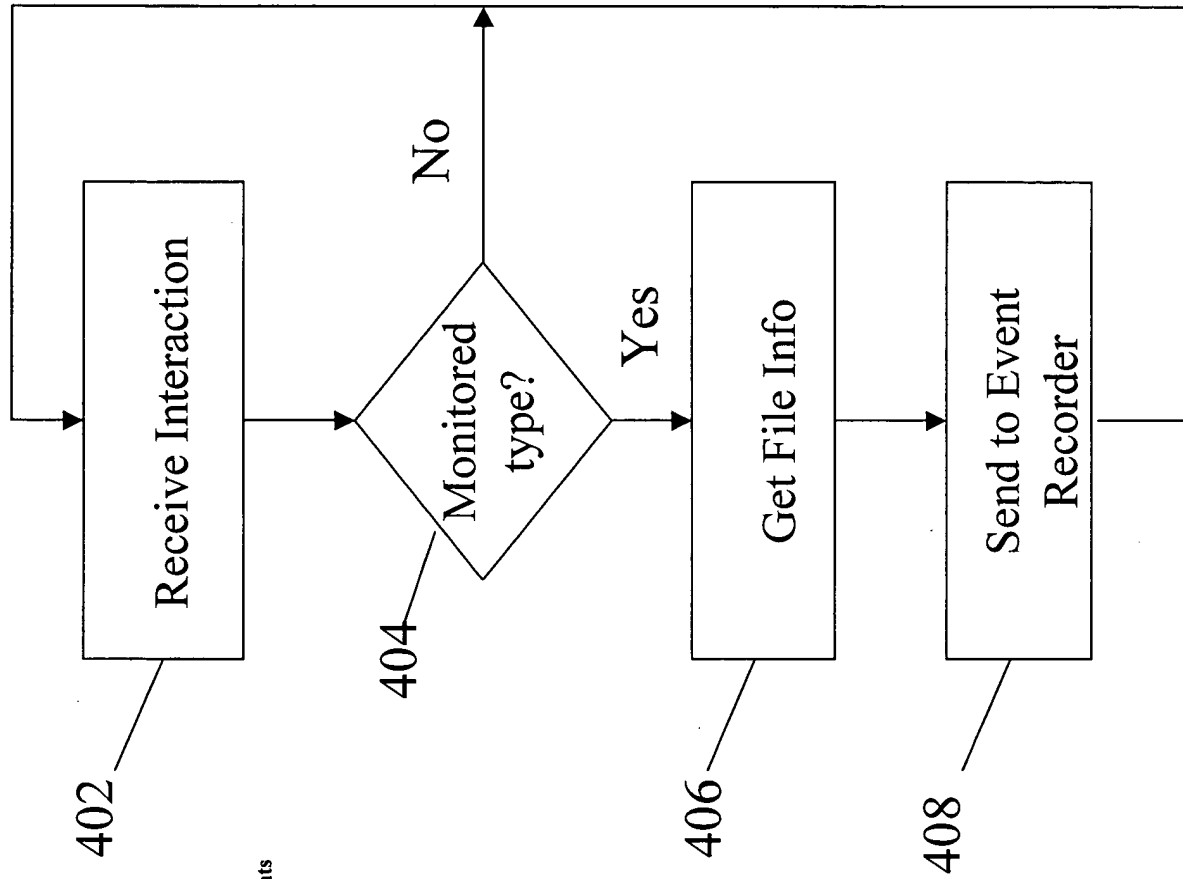 402
Receive Interaction
404
Monitored
type?
No
Yes
406
Get File Info
408
Send to Event
Recorder